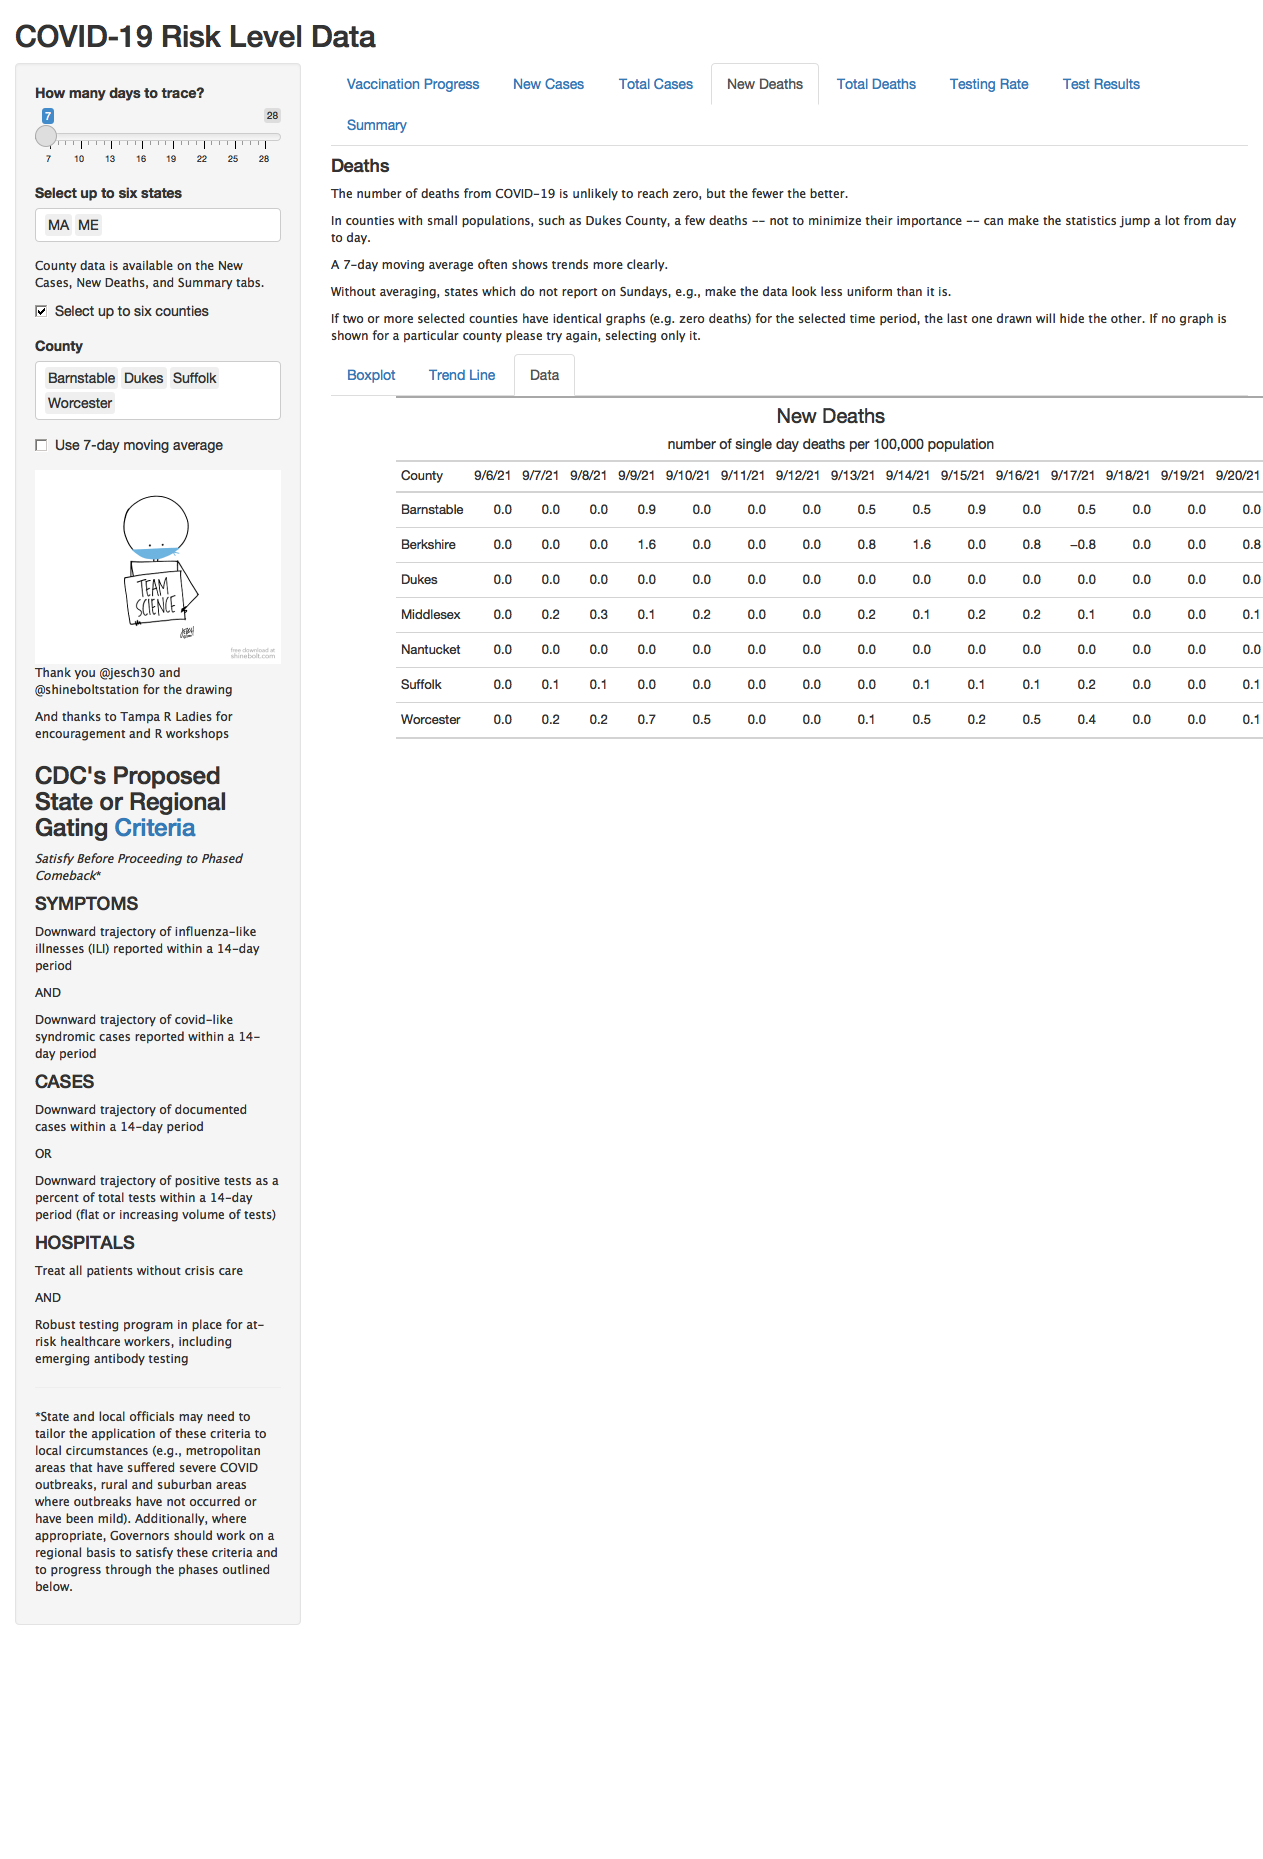 COVID-19 Risk Level Data
How many days to trace?
7 28
7 10 13 16 19 22 25 28
Select up to six states
MA ME
County data is available on the New
Cases, New Deaths, and Summary tabs.
Select up to six counties
County
Barnstable Dukes Suffolk
Worcester
Use 7-day moving average
TEAM
SCIENCE
free download at
shinebolt.com
Thank you @jesch30 and
@shineboltstation for the drawing
And thanks to Tampa R Ladies for
encouragement and R workshops
CDC's Proposed
State or Regional
Gating Criteria
Satisfy Before Proceeding to Phased
Comeback*
SYMPTOMS
Downward trajectory of influenza-like
illnesses (ILI) reported within a 14-day
period
AND
Downward trajectory of covid-like
syndromic cases reported within a 14-
day period
CASES
Downward trajectory of documented
cases within a 14-day period
OR
Downward trajectory of positive tests as a
percent of total tests within a 14-day
period (flat or increasing volume of tests)
HOSPITALS
Treat all patients without crisis care
AND
Robust testing program in place for at-
risk healthcare workers, including
emerging antibody testing
*State and local officials may need to
tailor the application of these criteria to
local circumstances (e.g., metropolitan
areas that have suffered severe COVID
outbreaks, rural and suburban areas
where outbreaks have not occurred or
have been mild). Additionally, where
appropriate, Governors should work on a
regional basis to satisfy these criteria and
to progress through the phases outlined
below.
Vaccination Progress New Cases Total Cases New Deaths Total Deaths Testing Rate Test Results
Summary
Deaths
The number of deaths from COVID-19 is unlikely to reach zero, but the fewer the better.
In counties with small populations, such as Dukes County, a few deaths -- not to minimize their importance -- can make the statistics jump a lot from day
to day.
A 7-day moving average often shows trends more clearly.
Without averaging, states which do not report on Sundays, e.g., make the data look less uniform than it is.
If two or more selected counties have identical graphs (e.g. zero deaths) for the selected time period, the last one drawn will hide the other. If no graph is
shown for a particular county please try again, selecting only it.
Boxplot Trend Line Data
New Deaths
number of single day deaths per 100,000 population
County 9/6/21 9/7/21 9/8/21 9/9/21 9/10/21 9/11/21 9/12/21 9/13/21 9/14/21 9/15/21 9/16/21 9/17/21 9/18/21 9/19/21 9/20/21
Barnstable 0.0 0.0 0.0 0.9 0.0 0.0 0.0 0.5 0.5 0.9 0.0 0.5 0.0 0.0 0.0
Berkshire 0.0 0.0 0.0 1.6 0.0 0.0 0.0 0.8 1.6 0.0 0.8 −0.8 0.0 0.0 0.8
Dukes 0.0 0.0 0.0 0.0 0.0 0.0 0.0 0.0 0.0 0.0 0.0 0.0 0.0 0.0 0.0
Middlesex 0.0 0.2 0.3 0.1 0.2 0.0 0.0 0.2 0.1 0.2 0.2 0.1 0.0 0.0 0.1
Nantucket 0.0 0.0 0.0 0.0 0.0 0.0 0.0 0.0 0.0 0.0 0.0 0.0 0.0 0.0 0.0
Suffolk 0.0 0.1 0.1 0.0 0.0 0.0 0.0 0.0 0.1 0.1 0.1 0.2 0.0 0.0 0.1
Worcester 0.0 0.2 0.2 0.7 0.5 0.0 0.0 0.1 0.5 0.2 0.5 0.4 0.0 0.0 0.1